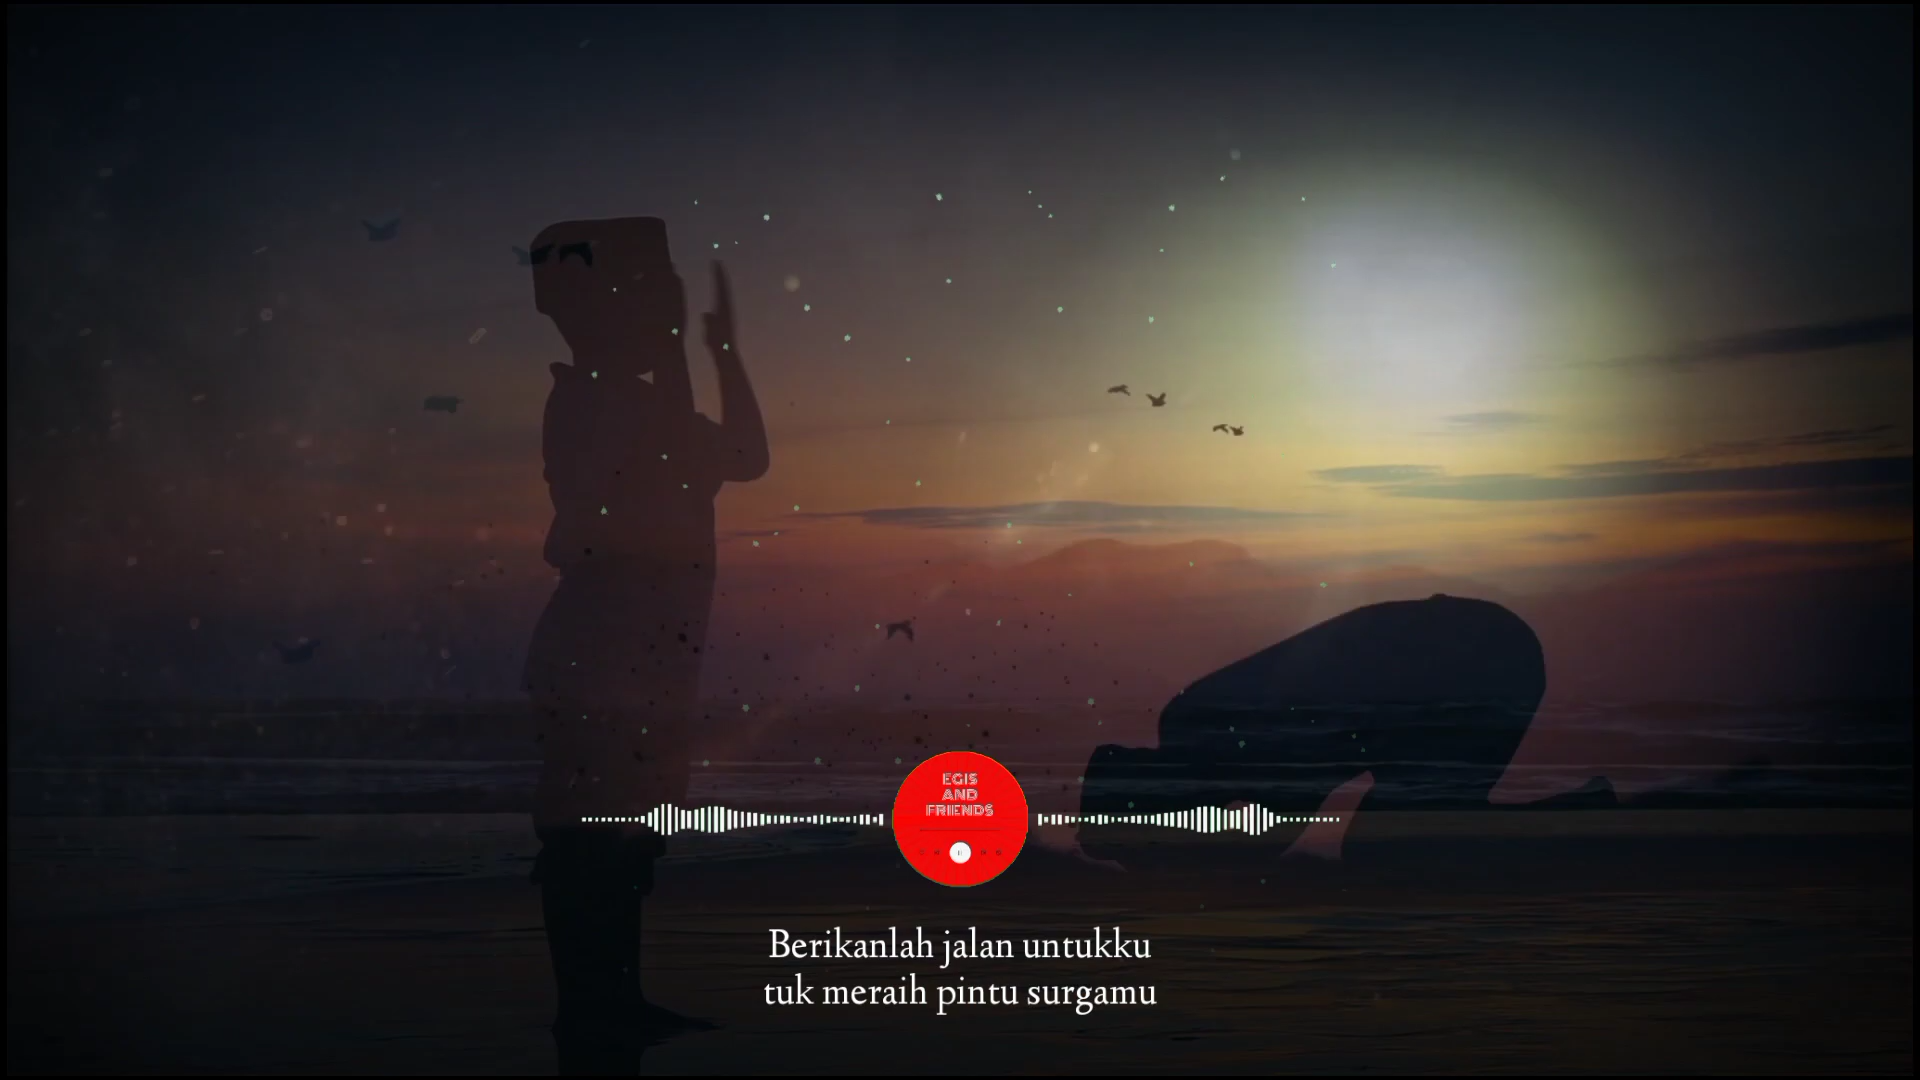 EGIS
AND
FRIENDS
Berikanlah jalan untukku
tuk meraih pintu surgamu